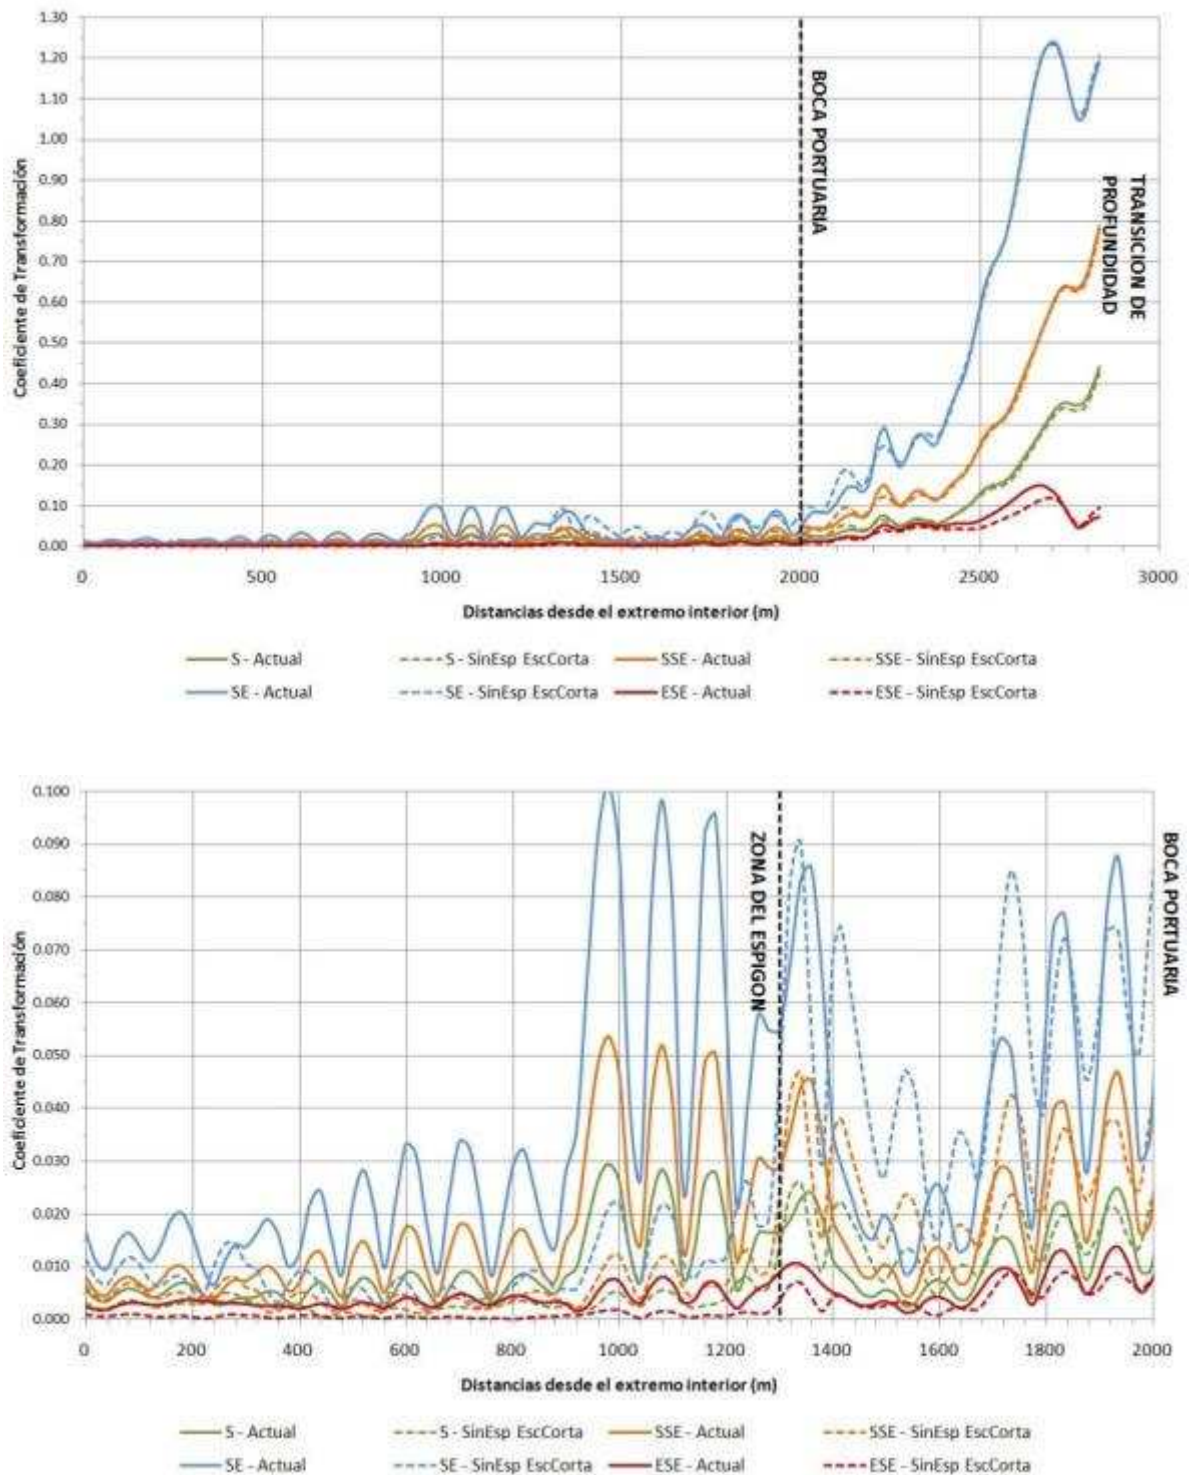 1.30
1.20
1.10
1.00
0.90
0.80
0.70
0.60
0.50
0.40
0.30
0.20
0.10
0.00
Coeficiente de Transformación
BOCA PORTUARIA
TRANSICION DE
PROFUNDIDAD
0 500 1000 1500 2000 2500 3000
Distancias desde el extremo interior (m)
S - Actual S - SinEsp EscCorta SSE - Actual SSE - SinEsp EscCorta
SE - Actual SE - SinEsp EscCorta ESE - Actual ESE - SinEsp EscCorta
0.100
0.090
0.080
0.070
0.060
0.050
0.040
0.030
0.020
0.010
0.000
Coeficiente de Transformación
ZONA DEL ESPIGON
BOCA PORTUARIA
0 200 400 600 800 1000 1200 1400 1600 1800 2000
Distancias desde el extremo interior (m)
S - Actual S - SinEsp EscCorta SSE - Actual SSE - SinEsp EscCorta
SE - Actual SE - SinEsp EscCorta ESE - Actual ESE - SinEsp EscCorta